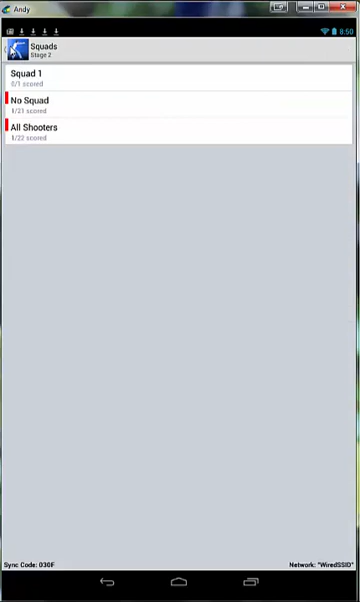 Andy
8:50
Squads
Stage 2
Squad 1
0/1 scored
No Squad
1/21 scored
All Shooters
1/22 scored
Sync Code: 030F
Network: "WiredSSID"